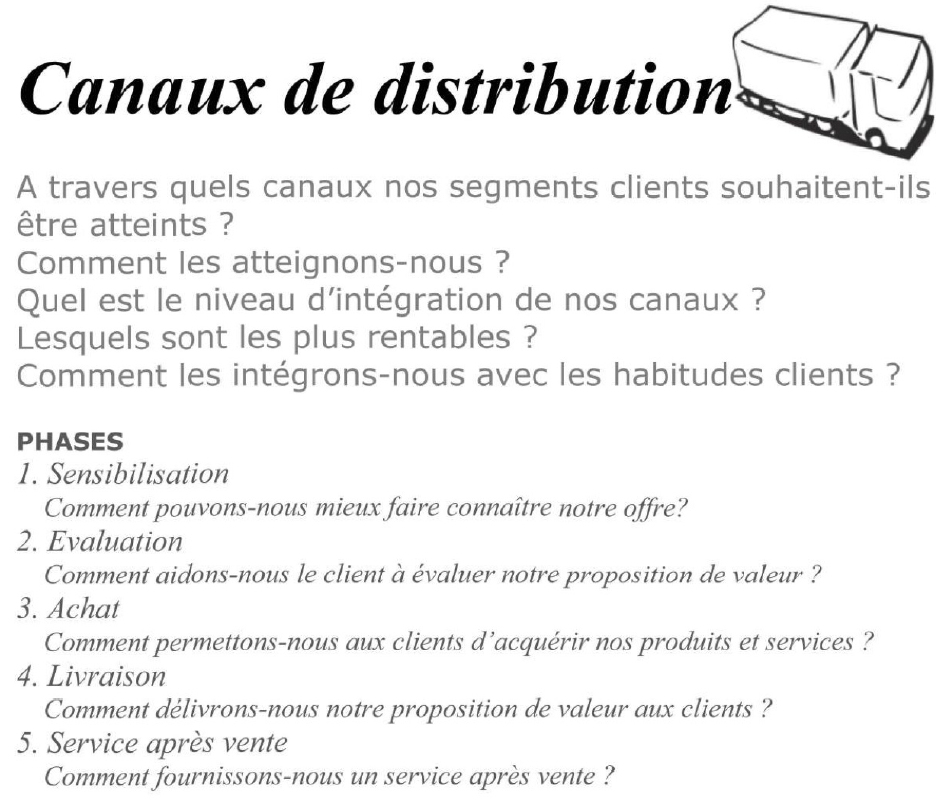 Canaux de distribution
A travers quels canaux nos segments clients souhaitent-ils
être atteints ?
Comment les atteignons-nous ?
Quel est le niveau d’intégration de nos canaux ?
Lesquels sont les plus rentables ?
Comment les intégrons-nous avec les habitudes clients ?
PHASES
1. Sensibilisation
Comment pouvons-nous mieux faire connaître notre offre?
2. Evaluation
Comment aidons-nous le client à évaluer notre proposition de valeur ?
3. Achat
Comment permettons-nous aux clients d’acquérir nos produits et services ?
4. Livraison
Comment délivrons-nous notre proposition de valeur aux clients ?
5. Service après vente
Comment fournissons-nous un service après vente ?